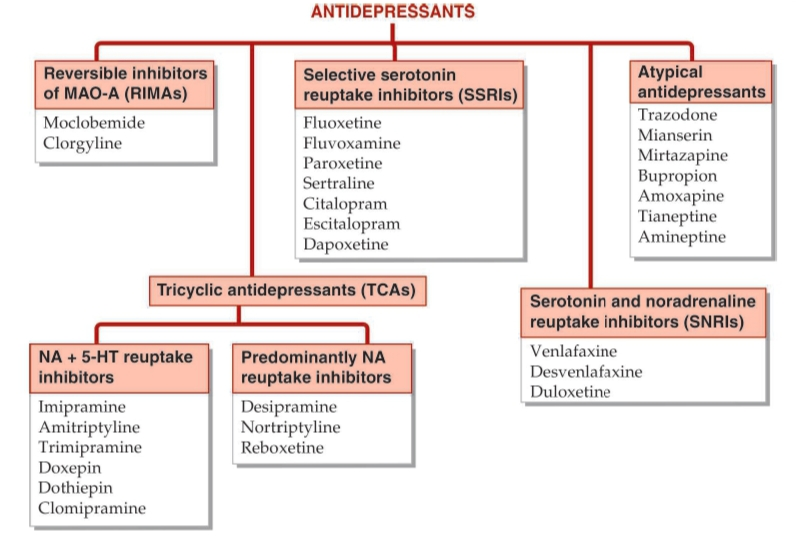 ANTIDEPRESSANTS
Reversible inhibitors
of MAO-A (RIMAs)
Moclobemide
Clorgyline
Selective serotonin
reuptake inhibitors (SSRIs)
Fluoxetine
Fluvoxamine
Paroxetine
Sertraline
Citalopram
Escitalopram
Dapoxetine
Atypical
antidepressants
Trazodone
Mianserin
Mirtazapine
Bupropion
Amoxapine
Tianeptine
Amineptine
Tricyclic antidepressants (TCAs)
NA + 5-HT reuptake
inhibitors
Imipramine
Amitriptyline
Trimipramine
Doxepin
Dothiepin
Clomipramine
Predominantly NA
reuptake inhibitors
Desipramine
Nortriptyline
Reboxetine
Serotonin and noradrenaline
reuptake inhibitors (SNRIs)
Venlafaxine
Desvenlafaxine
Duloxetine